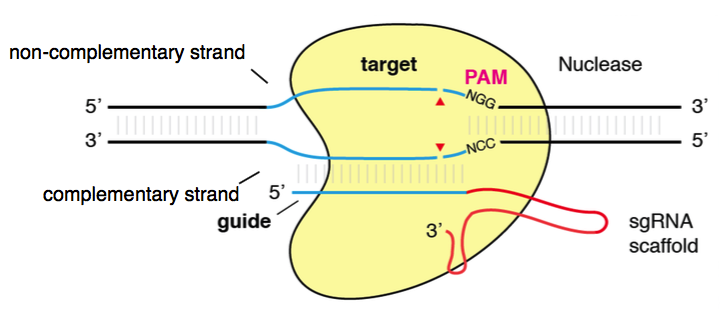 non-complementary strand
target
PAM
Nuclease
NGG
5’
3’
3’
5’
NCC
complementary strand
5’
guide
3’
sgRNA
scaffold